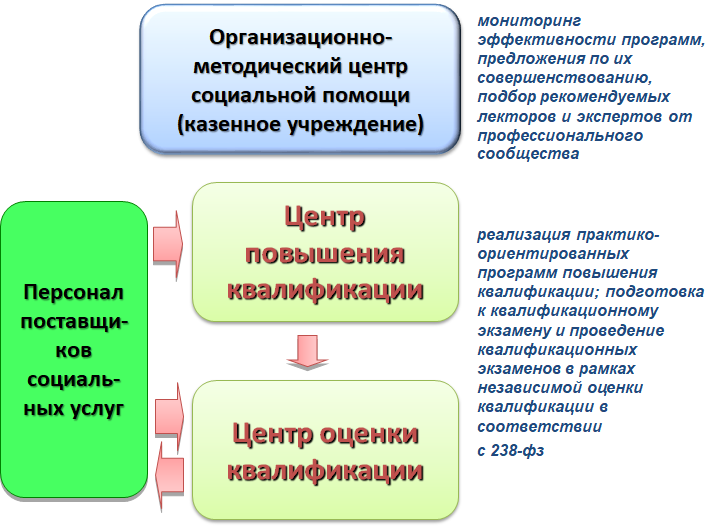 Организационно-
методический центр
социальной помощи
(казенное учреждение)
мониторинг
эффективности программ,
предложения по их
совершенствованию,
подбор рекомендуемых
лекторов и экспертов от
профессионального
сообщества
Персонал
поставщи-
ков
социаль-
ных услуг
Центр
повышения
квалификации
реализация практико-
ориентированных
программ повышения
квалификации; подготовка
к квалификационному
экзамену и проведение
квалификационных
экзаменов в рамках
независимой оценки
квалификации в
соответствии
с 238-фз
Центр оценки
квалификации